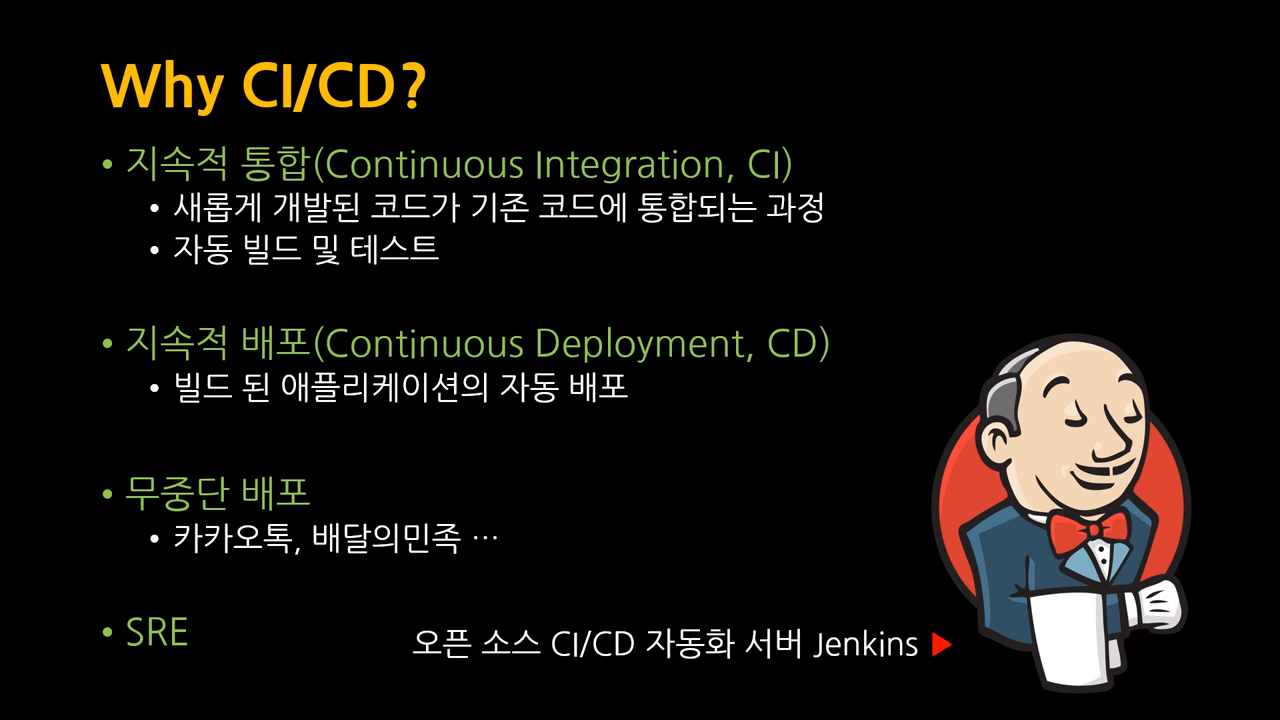 Why CI/CD?
• 지속적 통합(Continuous Integration, CI)
• 새롭게 개발된 코드가 기존 코드에 통합되는 과정
• 자동 빌드 및 테스트
• 지속적 배포(Continuous Deployment, CD)
• 빌드 된 애플리케이션의 자동 배포
• 무중단 배포
• 카카오톡, 배달의민족 …
• SRE
오픈 소스 CI/CD 자동화 서버 Jenkins ▶